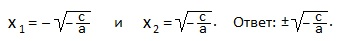 x₁ = −√(−c/a) и x₂ = √(−c/a). Ответ: ±√(−c/a).